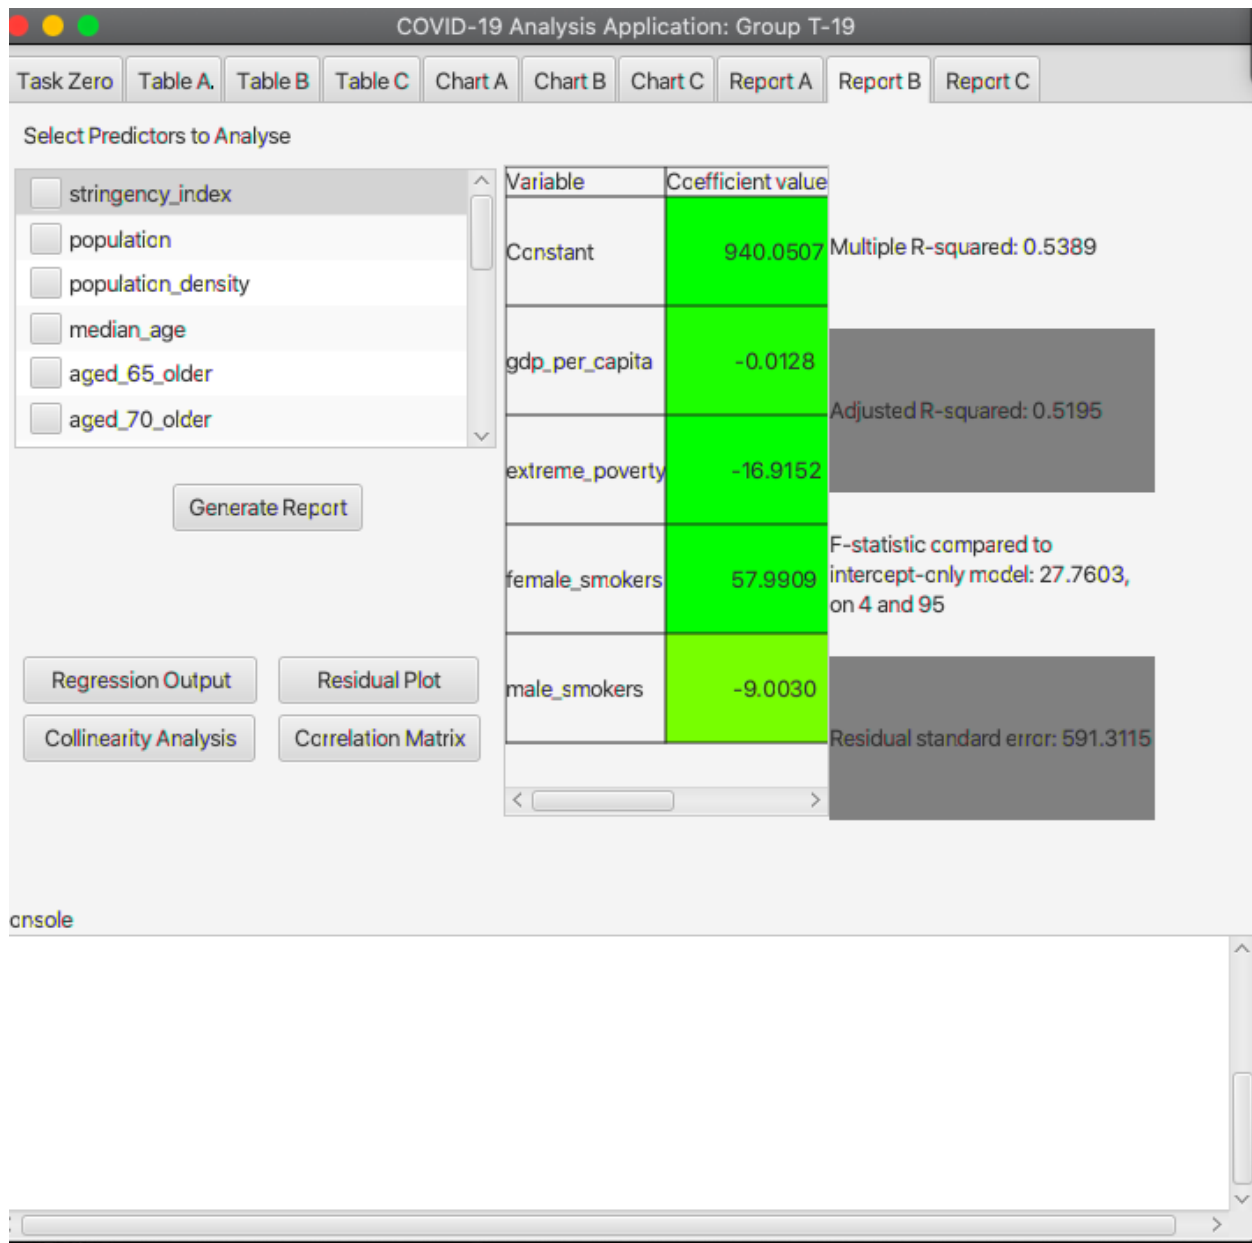 COVID-19 Analysis Application: Group T-19
Task Zero Table A Table B Table C Chart A Chart B Chart C Report A Report B Report C
Select Predictors to Analyse
stringency_index
population
population_density
median_age
aged_65_older
aged_70_older
Generate Report
Regression Output Residual Plot
Collinearity Analysis Correlation Matrix
Variable Coefficient value
Constant 940.0507
gdp_per_capita -0.0128
extreme_poverty -16.9152
female_smokers 57.9909
male_smokers -9.0030
Multiple R-squared: 0.5389
Adjusted R-squared: 0.5195
F-statistic compared to
intercept-only model: 27.7603,
on 4 and 95
Residual standard error: 591.3115
onsole